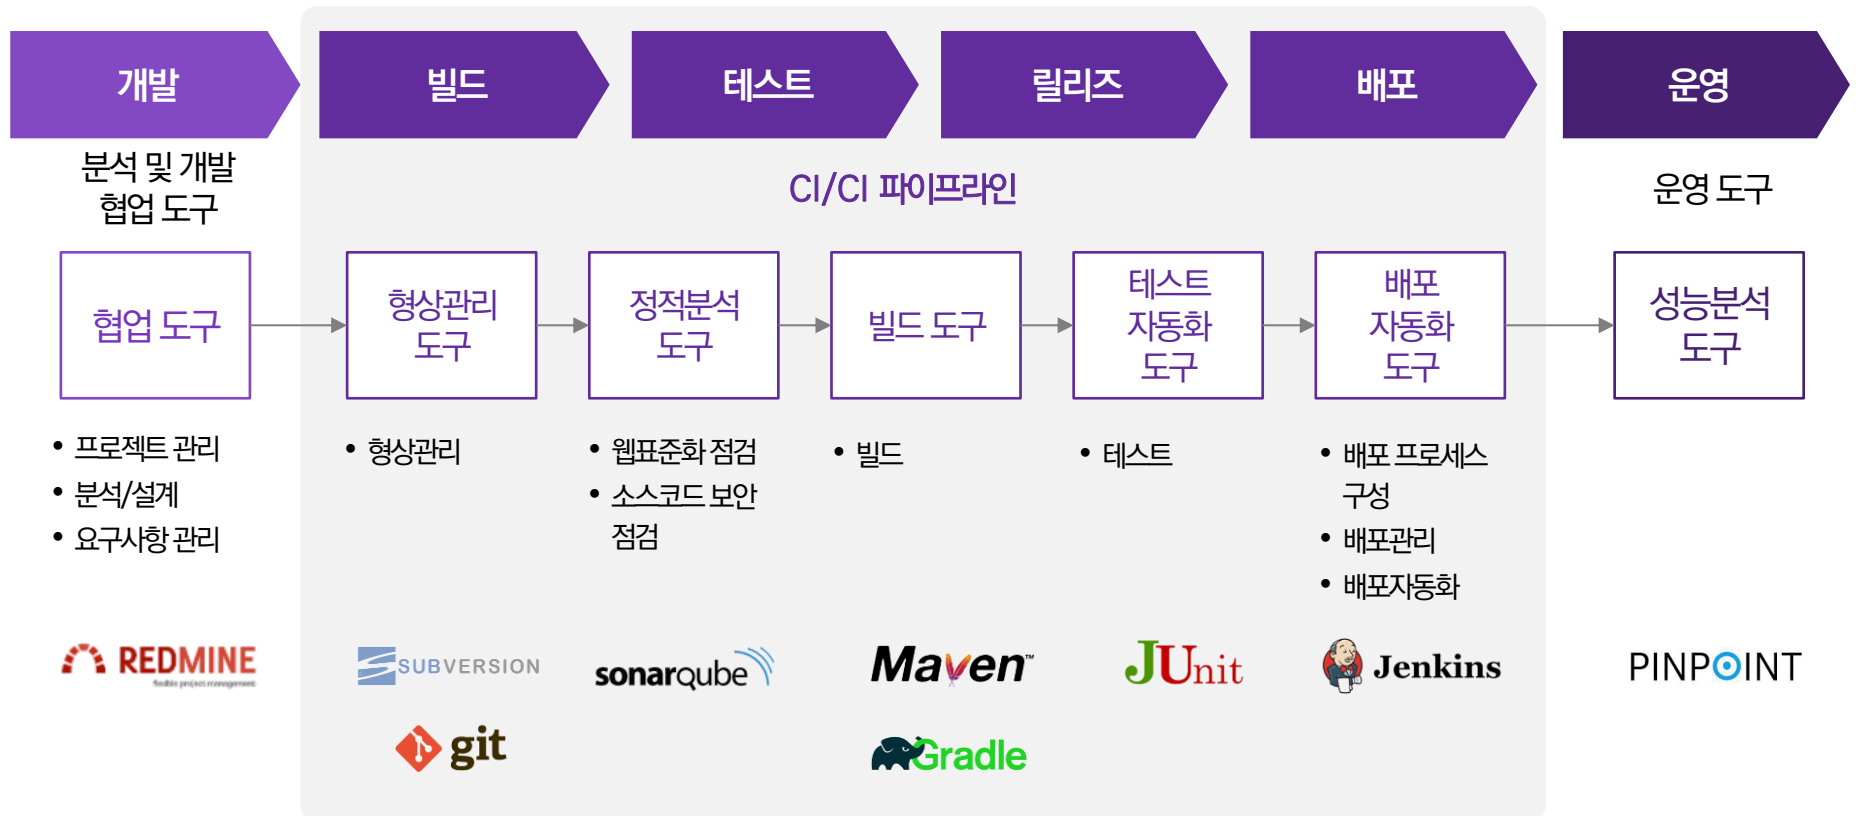 개발
빌드
테스트
릴리즈
배포
운영
분석 및 개발
협업 도구
CI/CI 파이프라인
운영 도구
협업 도구
형상관리
도구
정적분석
도구
빌드 도구
테스트
자동화
도구
배포
자동화
도구
성능분석
도구
• 프로젝트 관리
• 분석/설계
• 요구사항 관리
• 형상관리
• 웹표준화 점검
• 소스코드 보안
점검
• 빌드
• 테스트
• 배포 프로세스
구성
• 배포관리
• 배포자동화
REDMINE
flexible project management
SUBVERSION
git
sonarqube
Maven™
Gradle
JUnit
Jenkins
PINPOINT